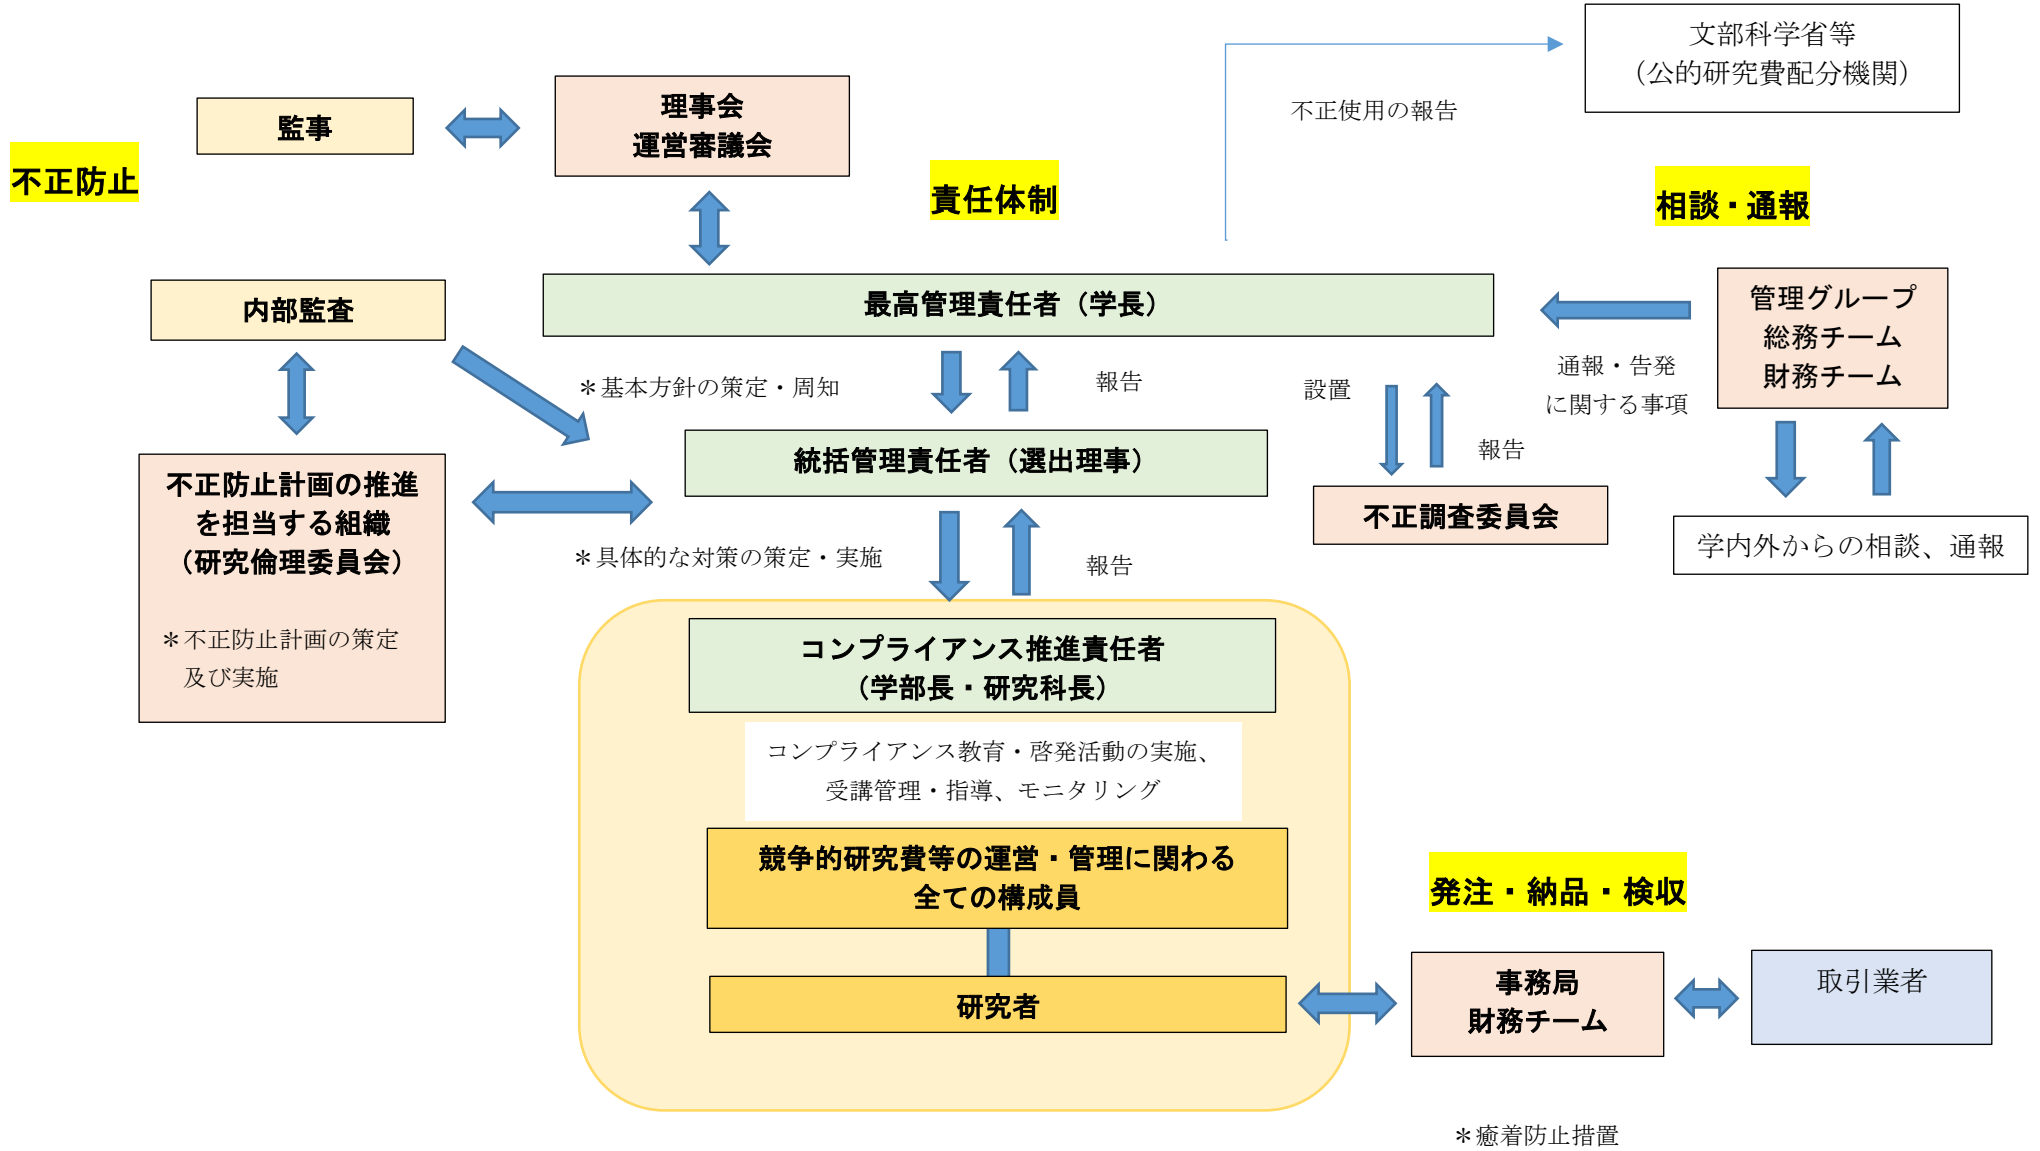 文部科学省等
（公的研究費配分機関）
不正使用の報告
監事
理事会
運営審議会
不正防止
責任体制
相談・通報
内部監査
最高管理責任者（学長）
管理グループ
総務チーム
財務チーム
＊基本方針の策定・周知
報告
設置
通報・告発
に関する事項
報告
統括管理責任者（選出理事）
不正防止計画の推進
を担当する組織
（研究倫理委員会）
＊不正防止計画の策定
及び実施
不正調査委員会
学内外からの相談、通報
＊具体的な対策の策定・実施
報告
コンプライアンス推進責任者
（学部長・研究科長）
コンプライアンス教育・啓発活動の実施、
受講管理・指導、モニタリング
競争的研究費等の運営・管理に関わる
全ての構成員
研究者
発注・納品・検収
事務局
財務チーム
取引業者
＊癒着防止措置